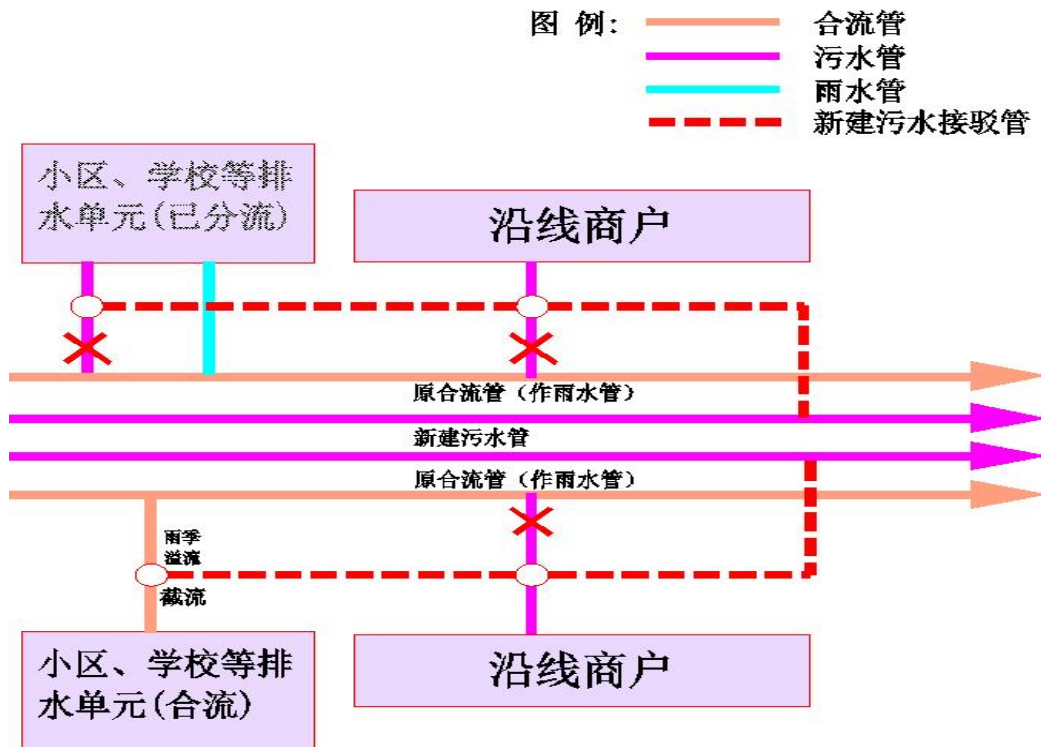 图 例:
合流管
污水管
雨水管
新建污水接驳管
小区、学校等排
水单元(已分流)
沿线商户
原合流管（作雨水管）
新建污水管
原合流管（作雨水管）
雨季
溢流
截流
小区、学校等排
水单元(合流)
沿线商户